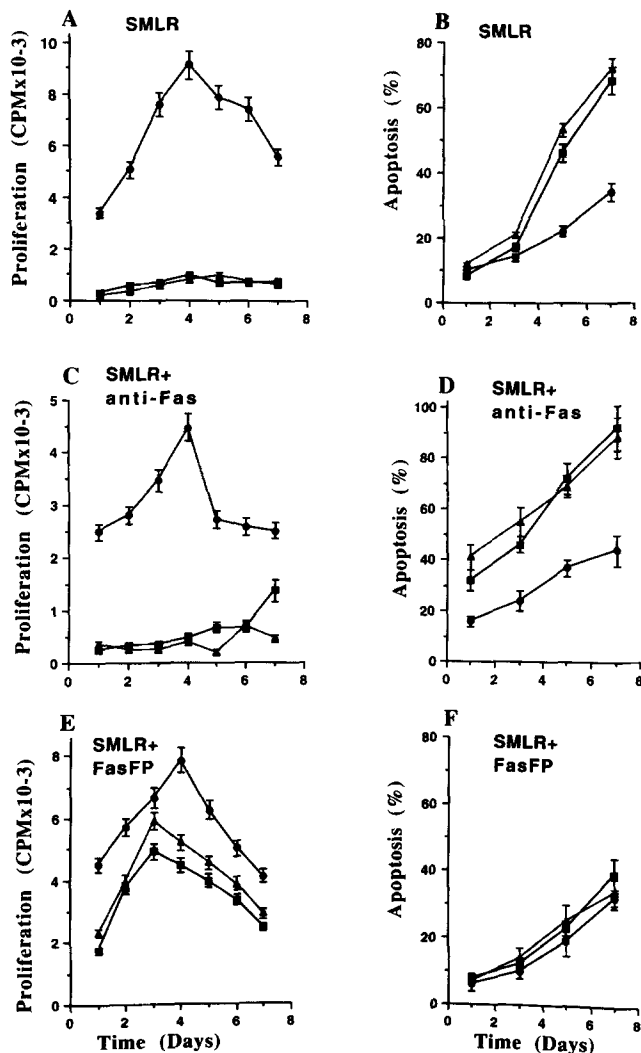 A
SMLR
Proliferation (CPMx10-3)
10
8
6
4
2
0
0 2 4 6 8
B
SMLR
Apoptosis (%)
80
60
40
20
0
0 2 4 6 8
C
SMLR+
anti-Fas
Proliferation (CPMx10-3)
5
4
3
2
1
0
0 2 4 6 8
D
SMLR+
anti-Fas
Apoptosis (%)
100
80
60
40
20
0
0 2 4 6 8
E
SMLR+
FasFP
Proliferation (CPMx10-3)
8
6
4
2
0
0 2 4 6 8
Time (Days)
F
SMLR+
FasFP
Apoptosis (%)
80
60
40
20
0
0 2 4 6 8
Time (Days)